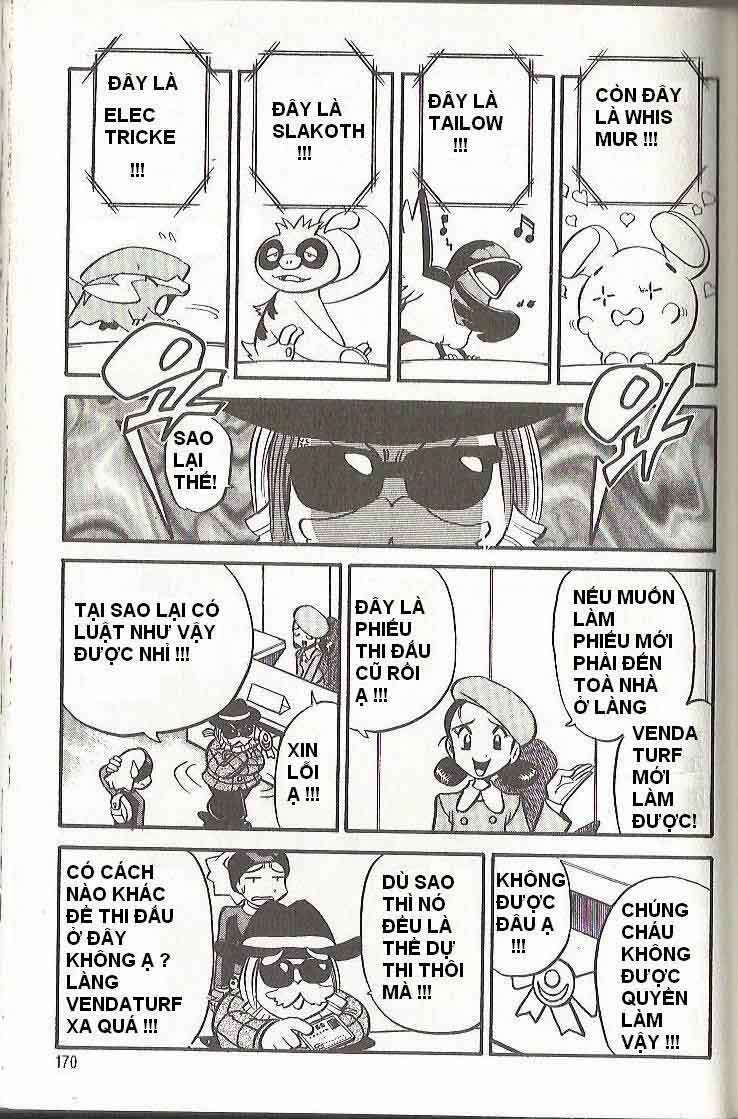 ĐÂY LÀ
ELEC
TRICKE
!!!
ĐÂY LÀ
SLAKOTH
!!!
ĐÂY LÀ
TAILOW
!!!
CÒN ĐÂY
LÀ WHIS
MUR !!!
와
SAO
LẠI
THẾ!
와
TẠI SAO LẠI CÓ
LUẬT NHƯ VẬY
ĐƯỢC NHỈ !!!
XIN
LỖI
Ạ !!!
ĐÂY LÀ
PHIẾU
THI ĐẤU
CŨ RỒI
Ạ !!!
NẾU MUỐN
LÀM
PHIẾU MỚI
PHẢI ĐẾN
TOÀ NHÀ
Ở LÀNG
VENDA
TURF
MỚI
LÀM
ĐƯỢC!
CÓ CÁCH
NÀO KHÁC
ĐỂ THI ĐẤU
Ở ĐÂY
KHÔNG Ạ ?
LÀNG
VENDATURF
XA QUÁ !!!
DÙ SAO
THÌ NÓ
ĐỀU LÀ
THỂ DỰ
THI THÔI
MÀ !!!
KHÔNG
ĐƯỢC
ĐÂU Ạ
!!!
CHÚNG
CHÁU
KHÔNG
ĐƯỢC
QUYỀN
LÀM
VẬY !!!
170